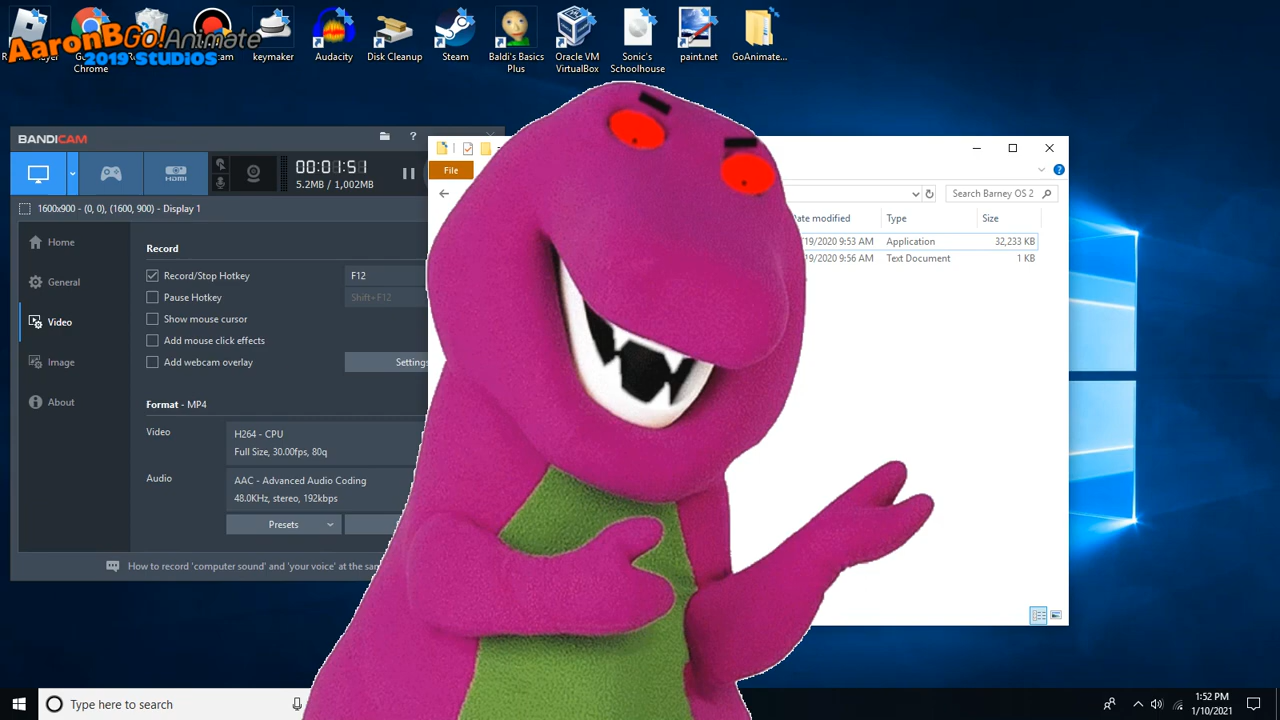 AaronBGo!Animate
2019 STUDIOS
Chrome
keymaker
Audacity
Disk Cleanup
Steam
Baldi's Basics
Plus
Oracle VM
VirtualBox
Sonic's
Schoolhouse
paint.net
GoAnimate...
BANDICAM
?
00:01:51
5.2MB / 1,002MB
HDMI
1600x900 - (0, 0), (1600, 900) - Display 1
Home
General
Video
Image
About
Record
Record/Stop Hotkey
F12
Pause Hotkey
Shift+F12
Show mouse cursor
Add mouse click effects
Add webcam overlay
Settings
Format - MP4
Video
H264 - CPU
Full Size, 30.00fps, 80q
Audio
AAC - Advanced Audio Coding
48.0KHz, stereo, 192kbps
Presets
How to record 'computer sound' and 'your voice' at the sam
File
Search Barney OS 2
Date modified
Type
Size
/19/2020 9:53 AM
Application
32,233 KB
/19/2020 9:56 AM
Text Document
1 KB
Type here to search
1:52 PM
1/10/2021